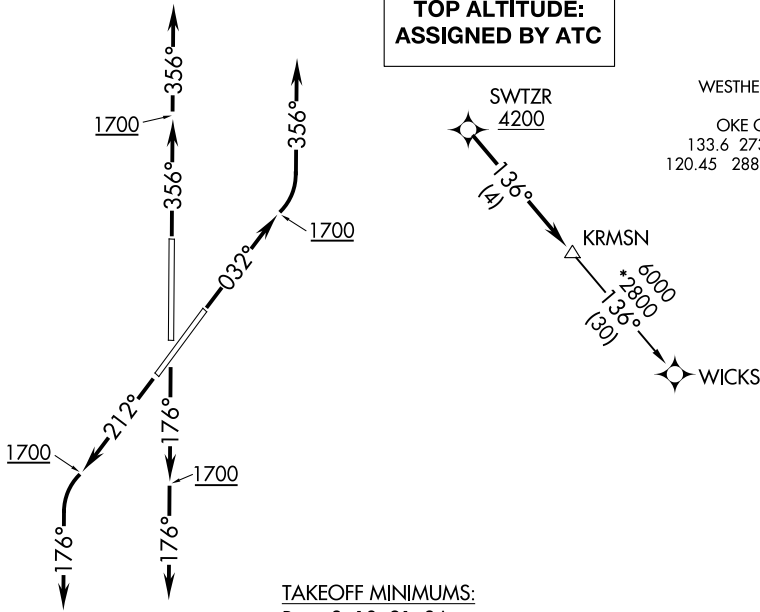 TOP ALTITUDE:
ASSIGNED BY ATC
356°
1700
356°
356°
1700
032°
212°
1700
176°
1700
176°
176°
SWTZR
4200
136°
(4)
KRMSN
6000
*2800
136°
(30)
WICKS
WESTHE
OKE C
133.6 273
120.45 288
TAKEOFF MINIMUMS: